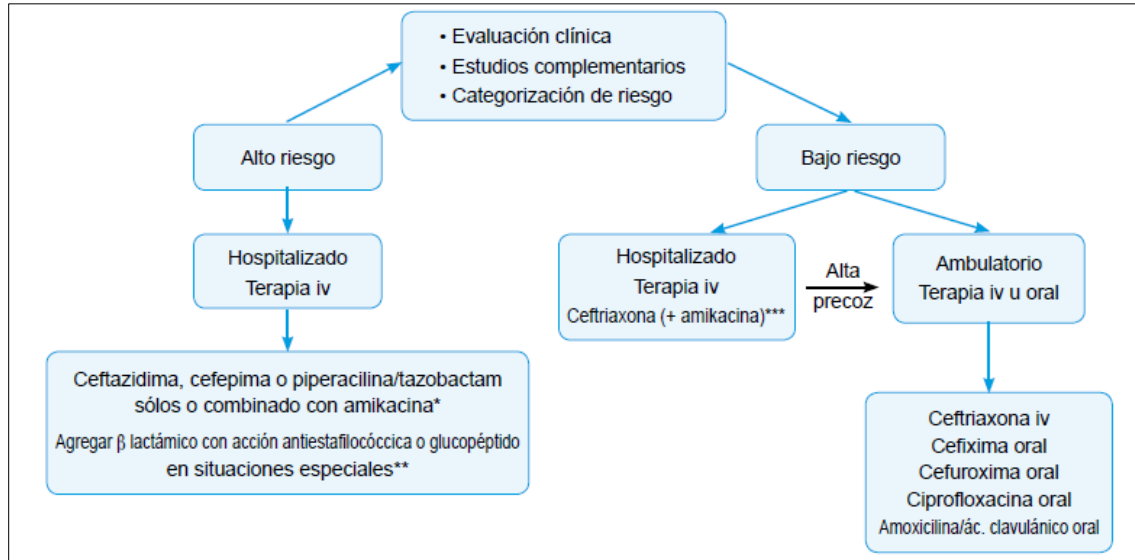 • Evaluación clínica
• Estudios complementarios
• Categorización de riesgo
Alto riesgo
Bajo riesgo
Hospitalizado
Terapia iv
Hospitalizado
Terapia iv
Ceftriaxona (+ amikacina)***
Alta
precoz
Ambulatorio
Terapia iv u oral
Ceftazidima, cefepima o piperacilina/tazobactam
sólos o combinado con amikacina*
Agregar β lactámico con acción antiestafilocóccica o glucopéptido
en situaciones especiales**
Ceftriaxona iv
Cefixima oral
Cefuroxima oral
Ciprofloxacina oral
Amoxicilina/ác. clavulánico oral